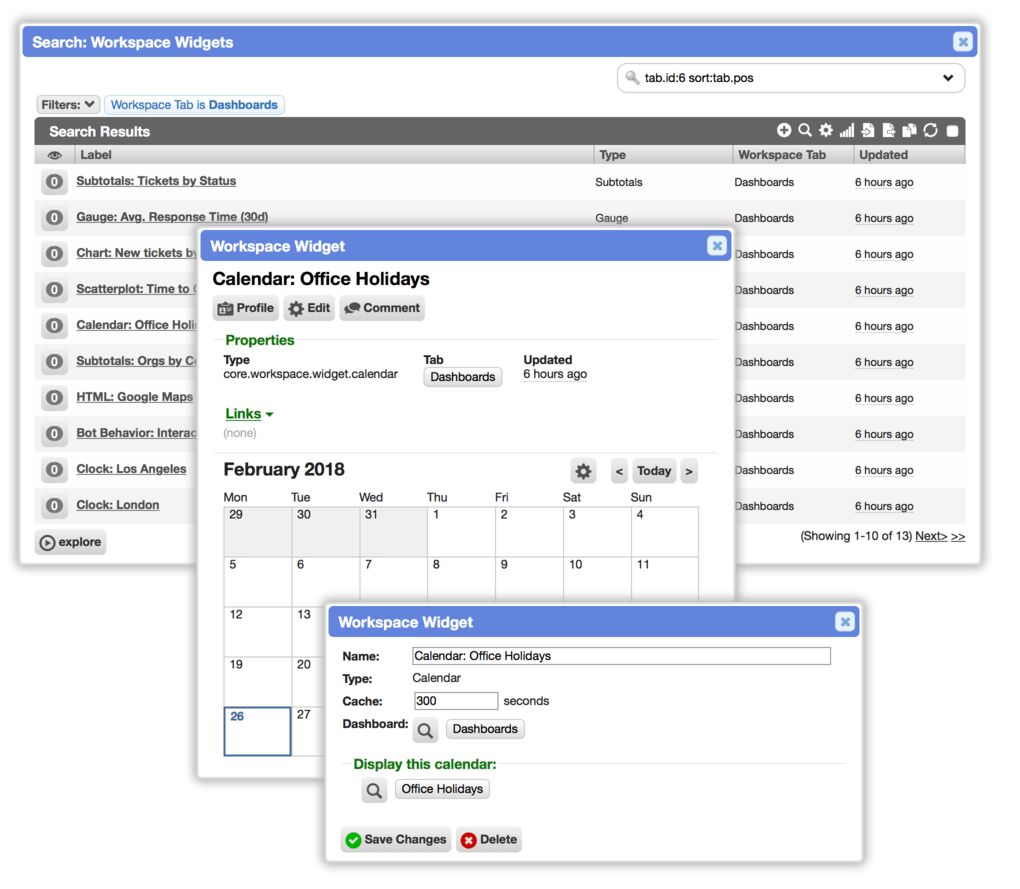 Search: Workspace Widgets
tab.id:6 sort:tab.pos
Filters: Workspace Tab is Dashboards
Search Results
Label Type Workspace Tab Updated
0 Subtotals: Tickets by Status Subtotals Dashboards 6 hours ago
0 Gauge: Avg. Response Time (30d) Gauge Dashboards 6 hours ago
0 Chart: New tickets by Dashboards 6 hours ago
0 Scatterplot: Time to Dashboards 6 hours ago
0 Calendar: Office Holi Dashboards 6 hours ago
0 Subtotals: Orgs by Co Dashboards 6 hours ago
0 HTML: Google Maps Dashboards 6 hours ago
0 Bot Behavior: Interac Dashboards 6 hours ago
0 Clock: Los Angeles Dashboards 6 hours ago
0 Clock: London Dashboards 6 hours ago
explore (Showing 1-10 of 13) Next> >>
Workspace Widget
Calendar: Office Holidays
Profile Edit Comment
Properties
Type Tab Updated
core.workspace.widget.calendar Dashboards 6 hours ago
Links
(none)
February 2018 < Today >
Mon Tue Wed Thu Fri Sat Sun
29 30 31 1 2 3 4
5 6 7 8 9 10 11
12 13
19 20
26 27
Workspace Widget
Name: Calendar: Office Holidays
Type: Calendar
Cache: 300 seconds
Dashboard: Dashboards
Display this calendar:
Office Holidays
Save Changes Delete